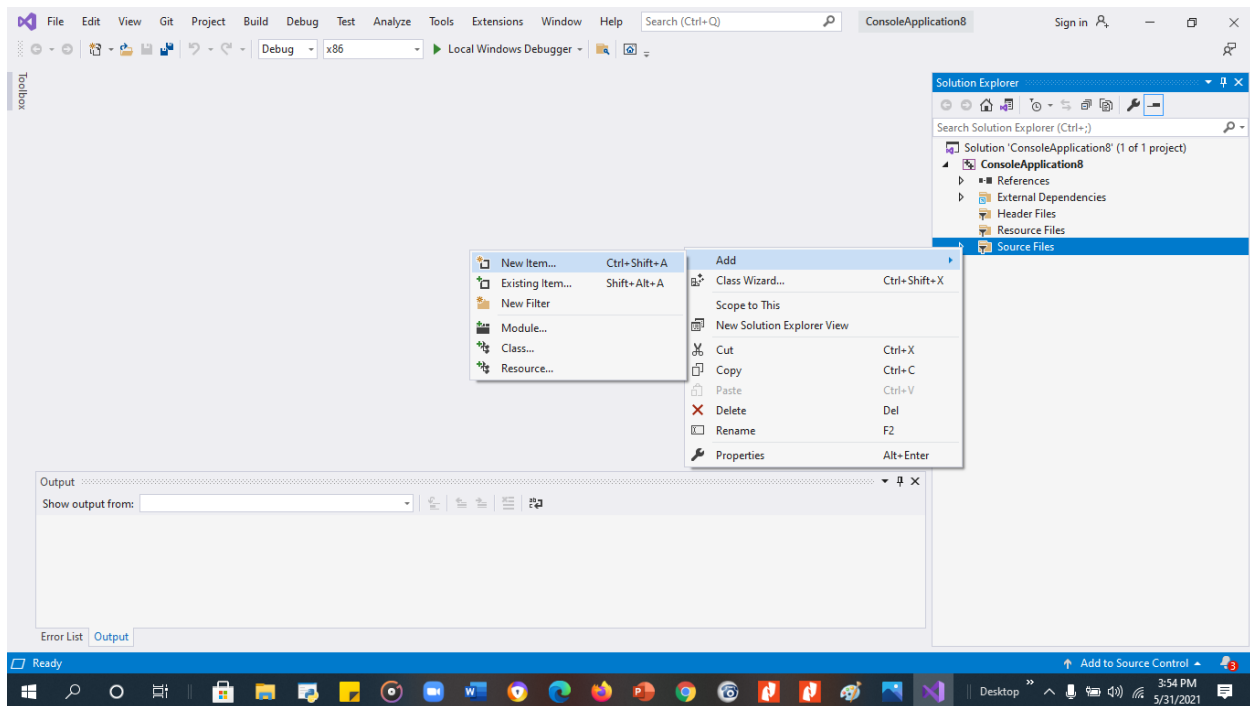 File Edit View Git Project Build Debug Test Analyze Tools Extensions Window Help Search (Ctrl+Q) ConsoleApplication8 Sign in
Debug x86 Local Windows Debugger
Toolbox
Solution Explorer
Search Solution Explorer (Ctrl+;)
Solution 'ConsoleApplication8' (1 of 1 project)
ConsoleApplication8
References
External Dependencies
Header Files
Resource Files
Source Files
Add
Class Wizard... Ctrl+Shift+X
Scope to This
New Solution Explorer View
Cut Ctrl+X
Copy Ctrl+C
Paste Ctrl+V
Delete Del
Rename F2
Properties Alt+Enter
New Item... Ctrl+Shift+A
Existing Item... Shift+Alt+A
New Filter
Module...
Class...
Resource...
Output
Show output from:
Error List Output
Ready Add to Source Control 3
Desktop 3:54 PM
5/31/2021